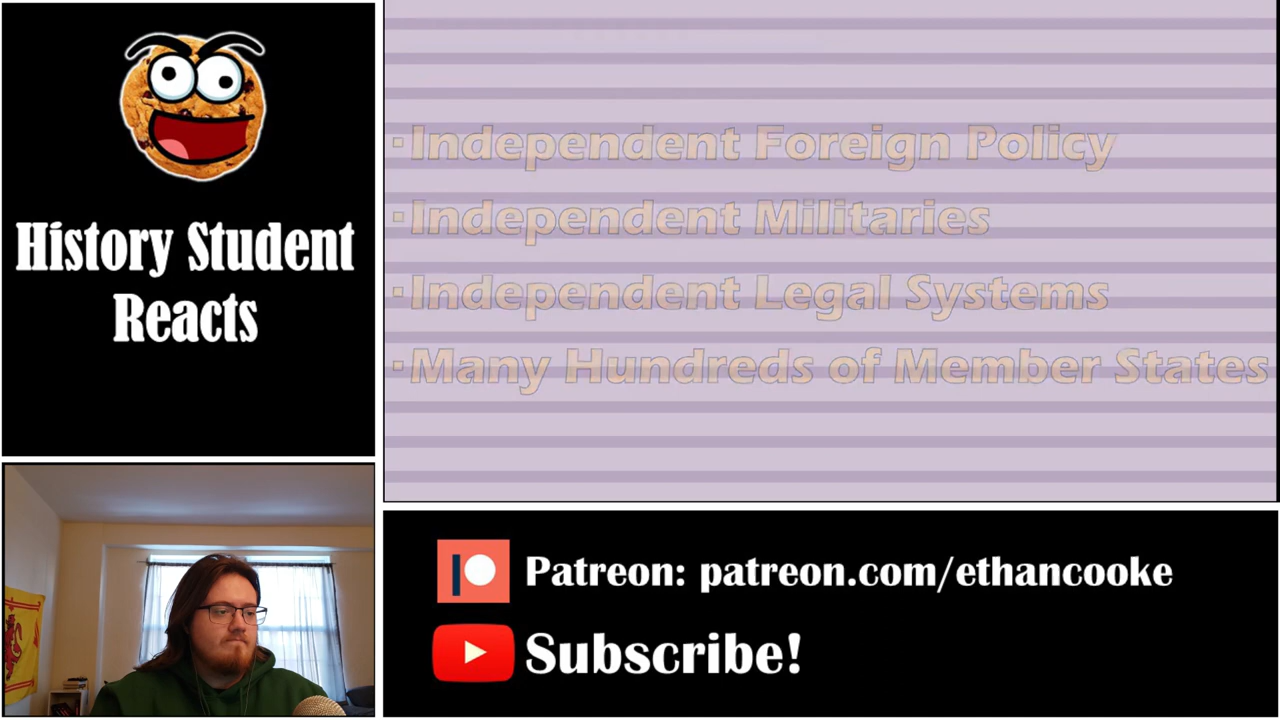 History Student
Reacts
·Independent Foreign Policy
·Independent Militaries
·Independent Legal Systems
·Many Hundreds of Member States
Patreon: patreon.com/ethancooke
Subscribe!